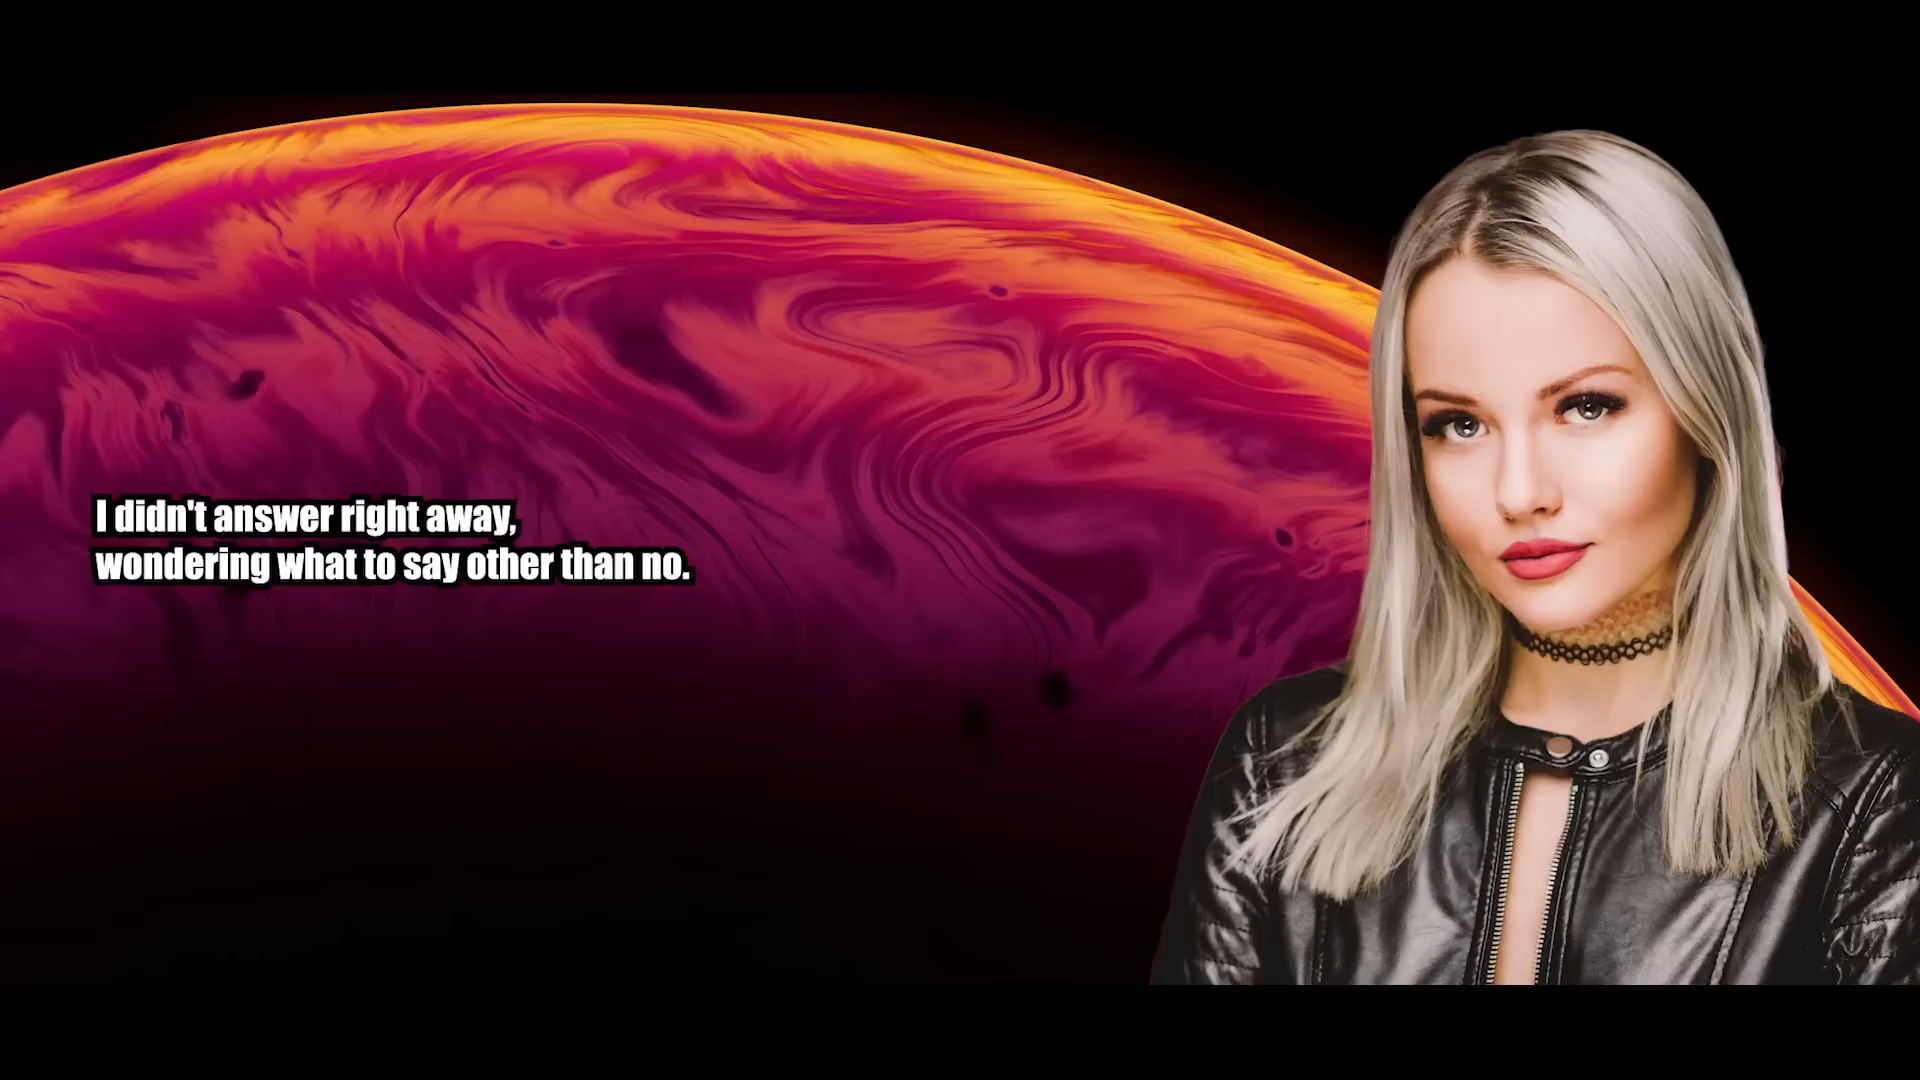 I didn't answer right away,
wondering what to say other than no.